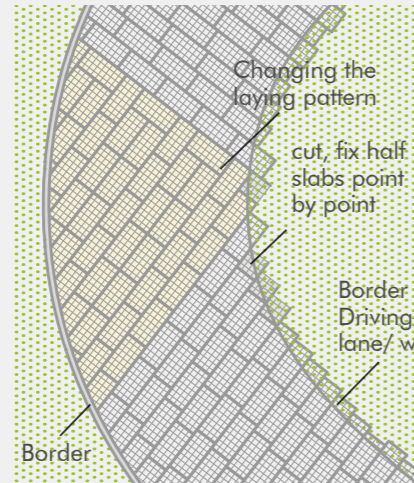 Changing the
laying pattern
cut, fix half
slabs point
by point
Border
Driving
lane/
Border